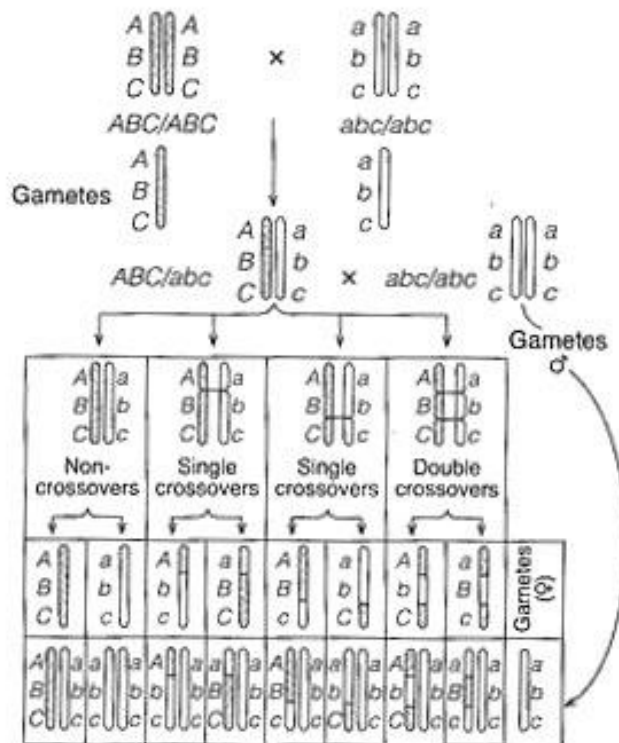 A A × a a
B B b b
C C c c
ABC/ABC abc/abc
Gametes
A a
B b
C c
A a a a
B b b b
C c c c
ABC/abc × abc/abc
Gametes
♂
A a A a A a A a
B b B b B b B b
C c C c C c C c
Non-
crossovers
Single
crossovers
Single
crossovers
Double
crossovers
A a A a A a A a
B b b B B b b B
C c c C c C C c
Gametes
(♀)
A a a a A a a a A a a a A a a a a
B b b b b b B b B b b b b b B b b
C c c c c c C c c c C c C c c c c